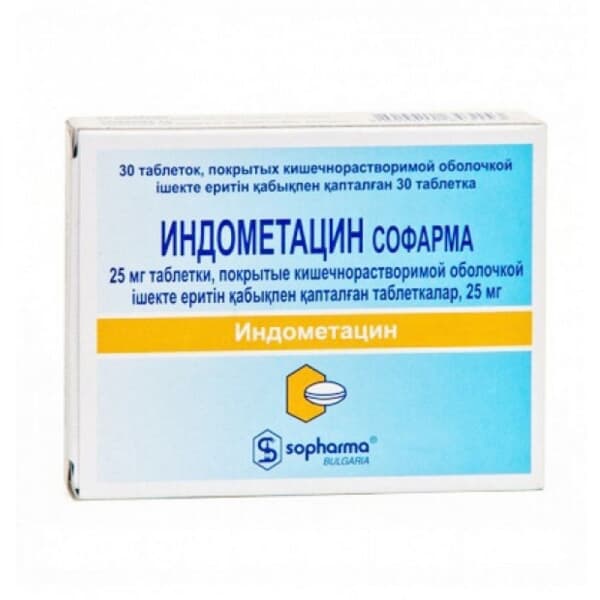 30 таблеток, покрытых кишечнорастворимой оболочкой
ішекте еритін қабықпен қапталған 30 таблетка
ИНДОМЕТАЦИН СОФАРМА
25 мг таблетки, покрытые кишечнорастворимой оболочкой
ішекте еритін қабықпен қапталған таблеткалар, 25 мг
Индометацин
sopharma®
BULGARIA